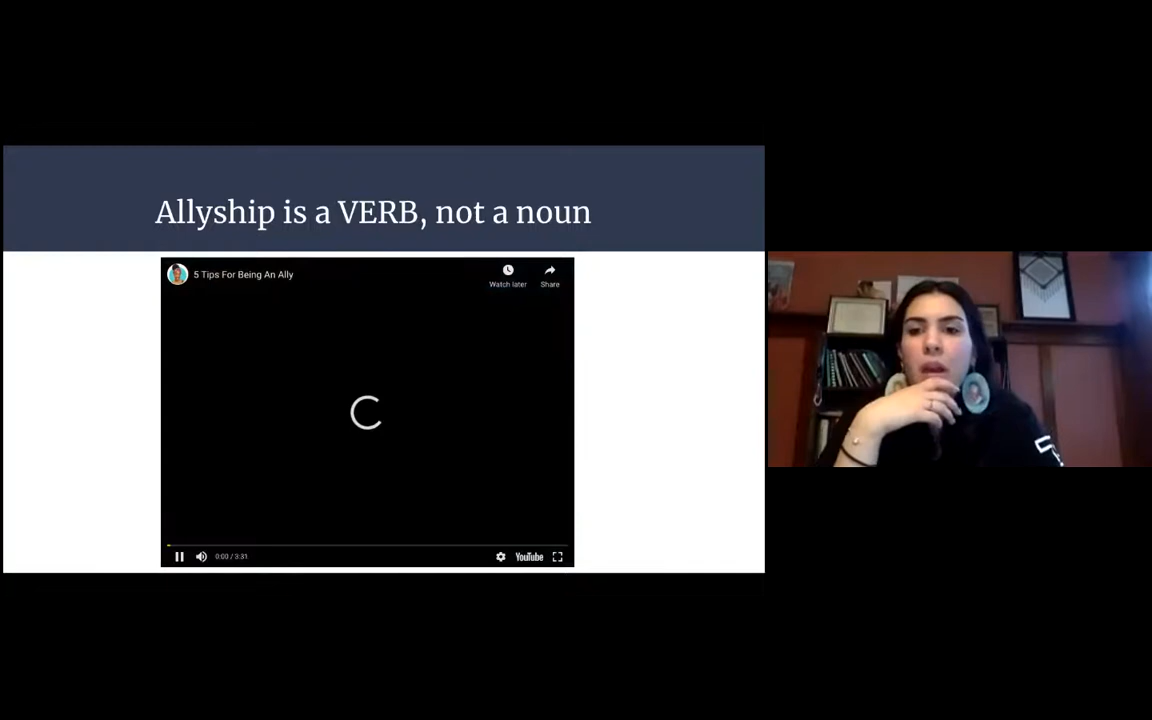 Allyship is a VERB, not a noun
5 Tips For Being An Ally
Watch later
Share
0:00 / 3:31
YouTube